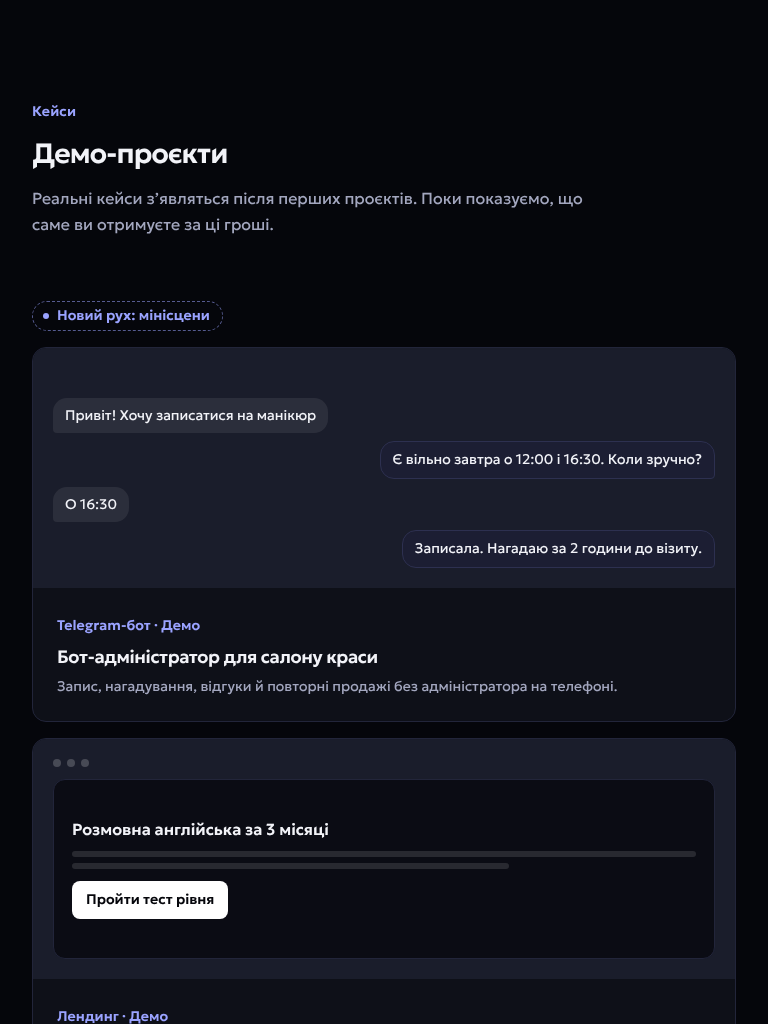 Кейси
Демо-проєкти
Реальні кейси з’являться після перших проєктів. Поки показуємо, що
саме ви отримуєте за ці гроші.
Новий рух: мінісцени
Привіт! Хочу записатися на манікюр
Є вільно завтра о 12:00 і 16:30. Коли зручно?
О 16:30
Записала. Нагадаю за 2 години до візиту.
Telegram-бот · Демо
Бот-адміністратор для салону краси
Запис, нагадування, відгуки й повторні продажі без адміністратора на телефоні.
Розмовна англійська за 3 місяці
Пройти тест рівня
Лендинг · Демо